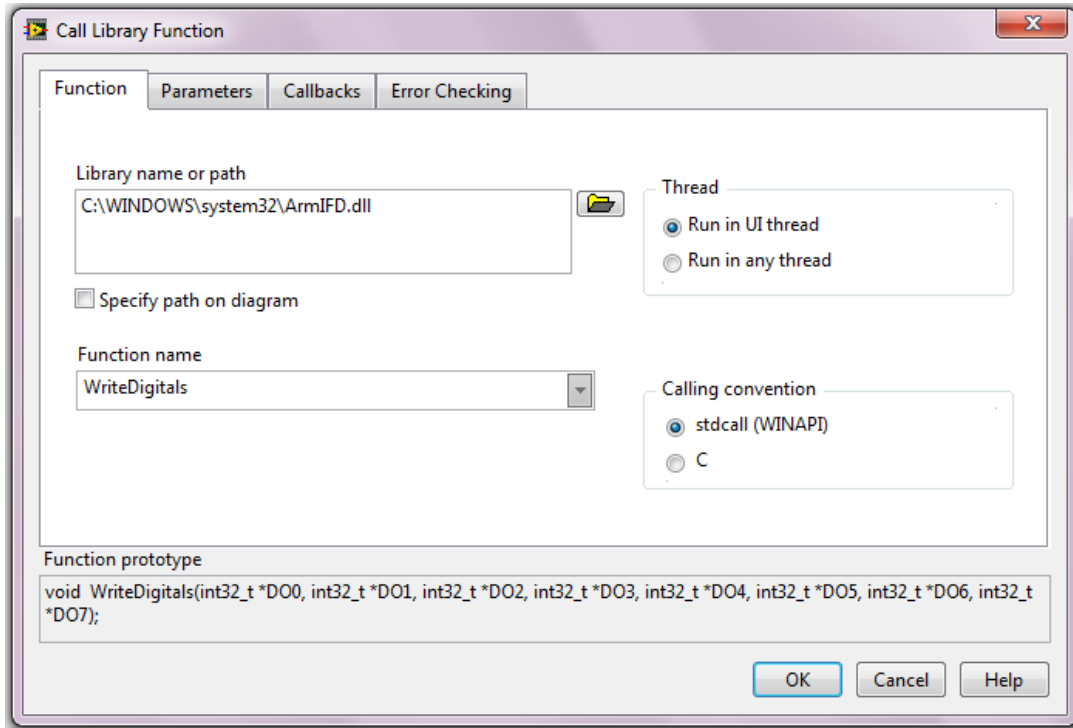 Call Library Function
Function
Parameters
Callbacks
Error Checking
Library name or path
C:\WINDOWS\system32\ArmIFD.dll
Specify path on diagram
Function name
WriteDigitals
Thread
Run in UI thread
Run in any thread
Calling convention
stdcall (WINAPI)
C
Function prototype
void WriteDigitals(int32_t *DO0, int32_t *DO1, int32_t *DO2, int32_t *DO3, int32_t *DO4, int32_t *DO5, int32_t *DO6, int32_t
*DO7);
OK
Cancel
Help